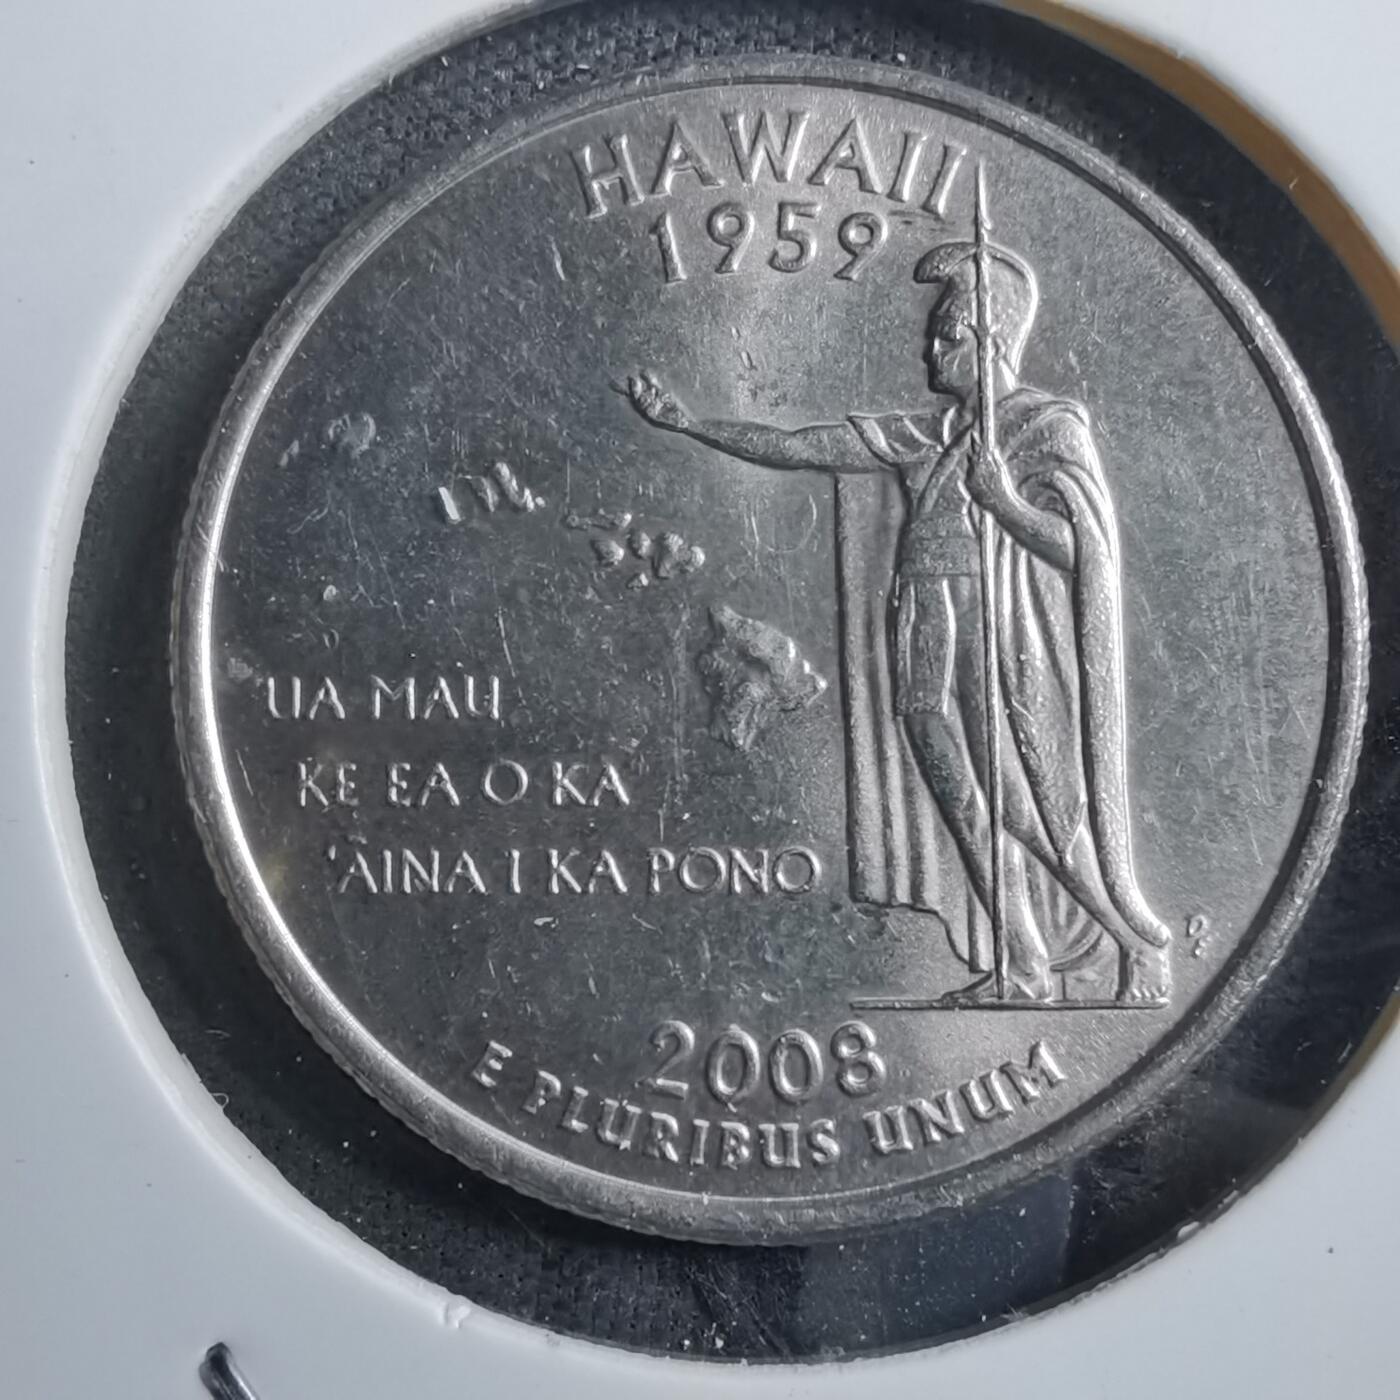 HAWAII
1959
UA MAU
KE EA O KA
ʻĀINA I KA PONO
2008
E PLURIBUS UNUM